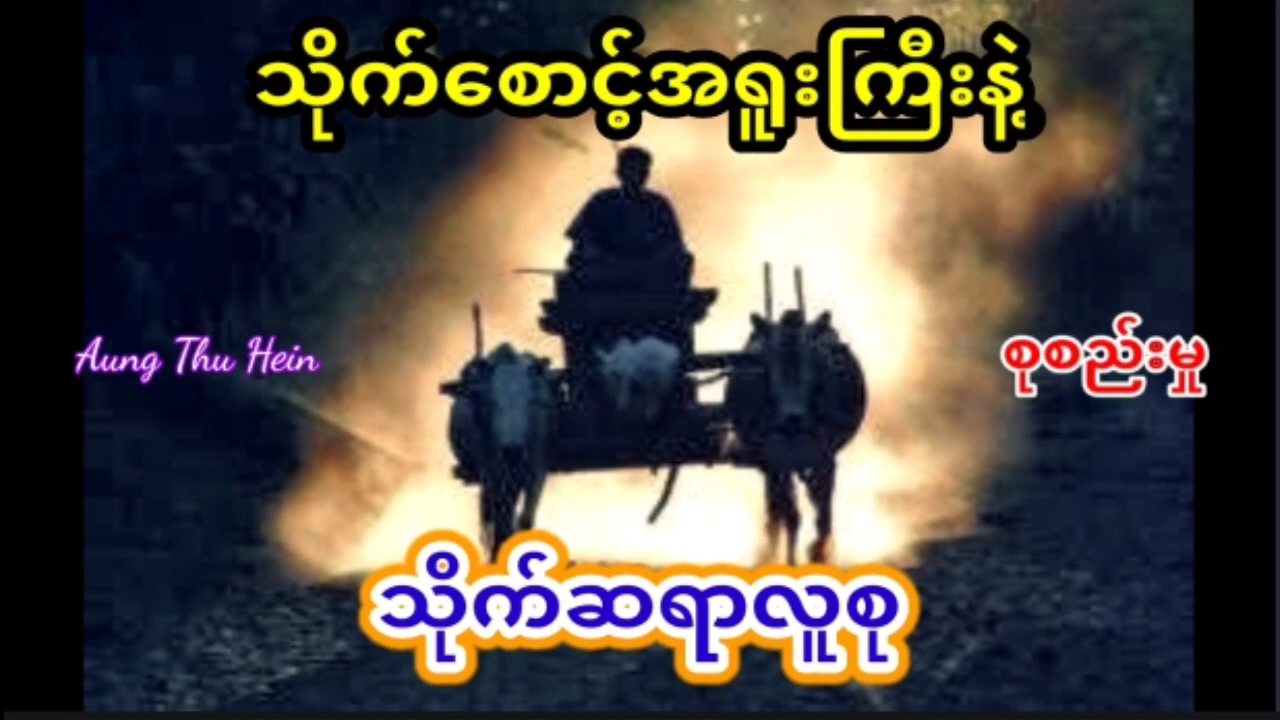 သိုက်စောင့်အရူးကြီးနဲ့
Aung Thu Hein
စုစည်းမှု
သိုက်ဆရာလူစု